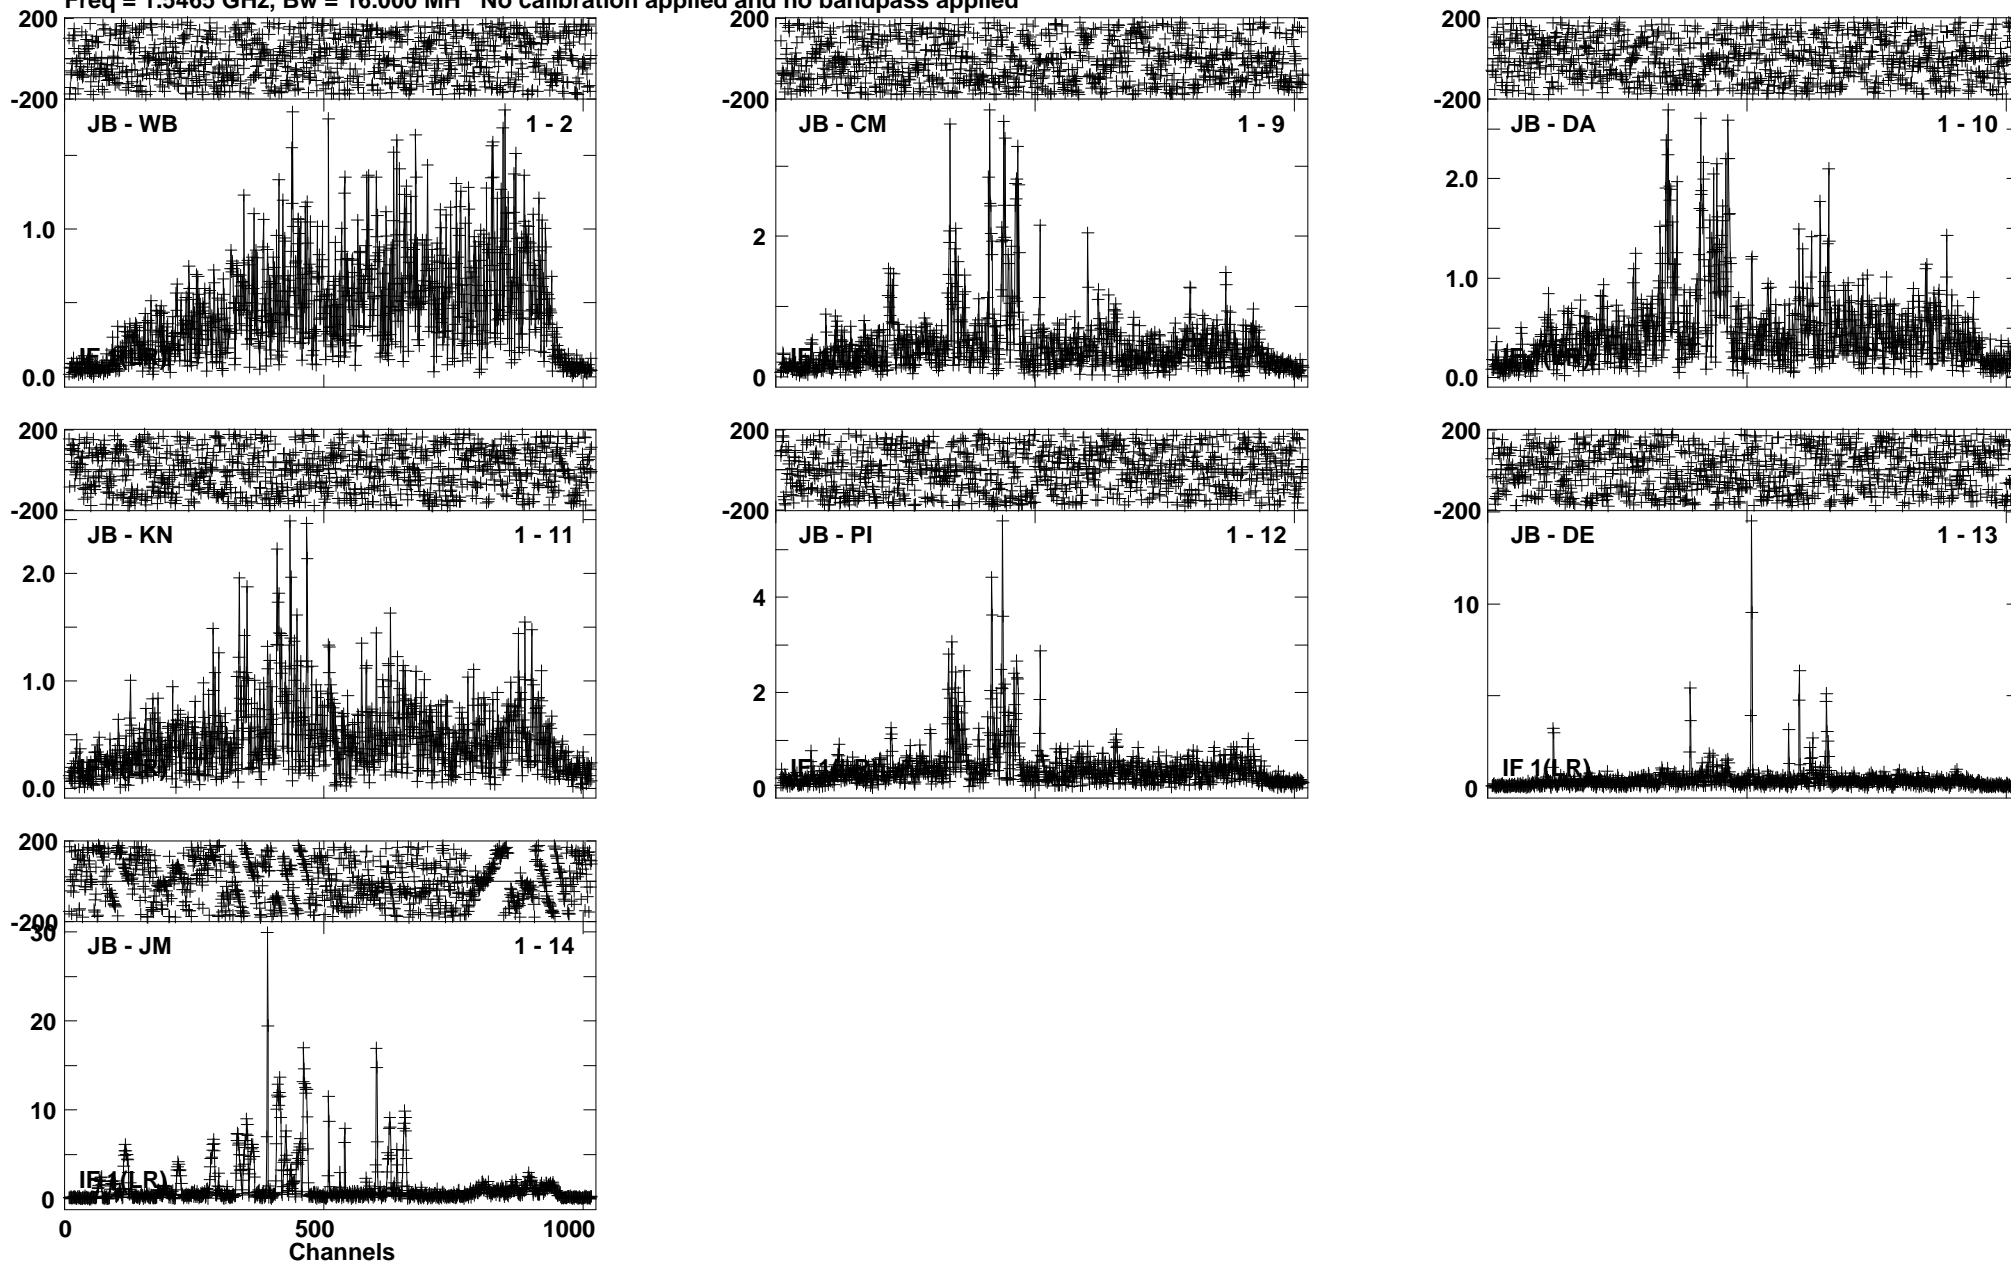 Freq = 1.5465 GHz, Bw = 16.000 MH No calibration applied and no bandpass applied
200 200 200
-200 -200 -200
JB - WB 1 - 2 JB - CM 1 - 9 JB - DA 1 - 10
2.0
1.0 2 1.0
IF
0.0 0 0.0
200 200 200
-200 -200 -200
JB - KN 1 - 11 JB - PI 1 - 12 JB - DE 1 - 13
2.0 4 10
1.0 2
IF 1(LR)
0.0 0 0
200
-200
30
JB - JM 1 - 14
20
10
IF 1(LR)
0
0 500 1000
Channels